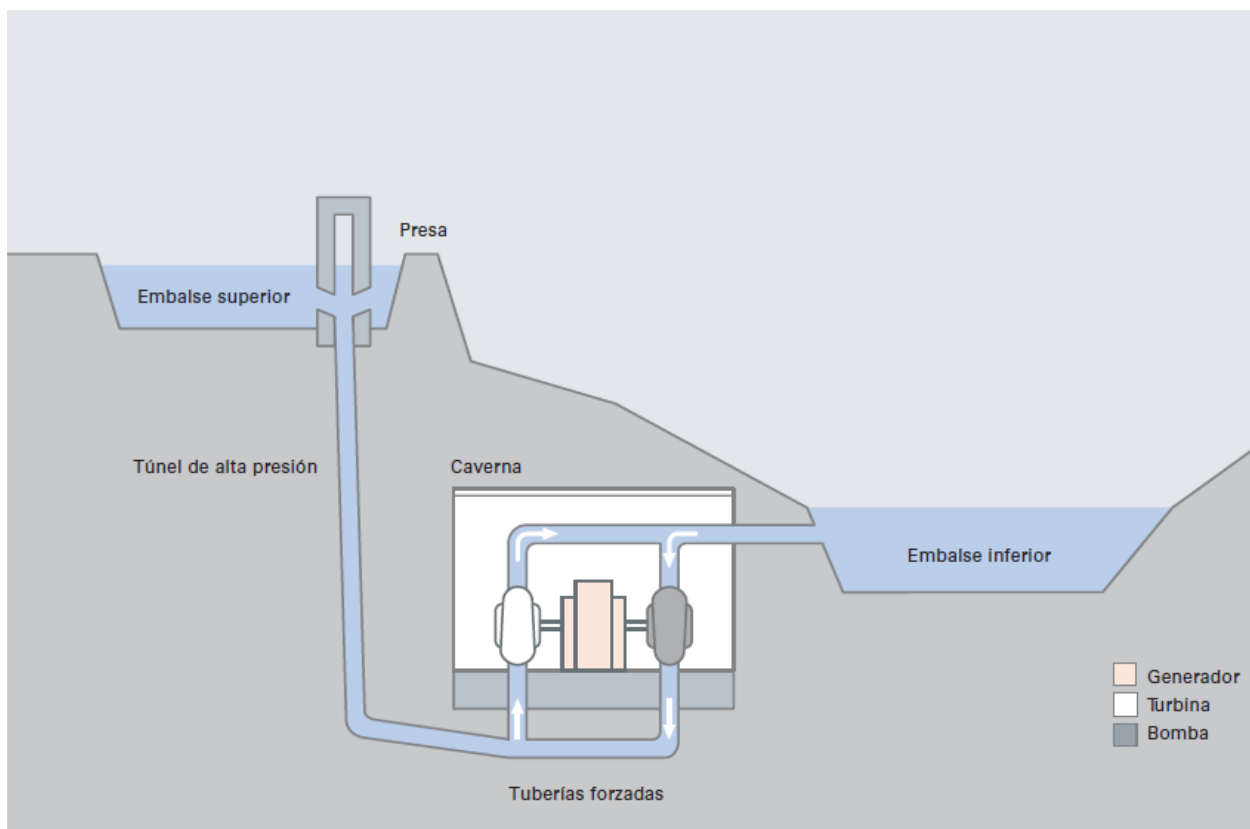 Presa
Embalse superior
Túnel de alta presión
Caverna
Embalse inferior
Generador
Turbina
Bomba
Tuberías forzadas